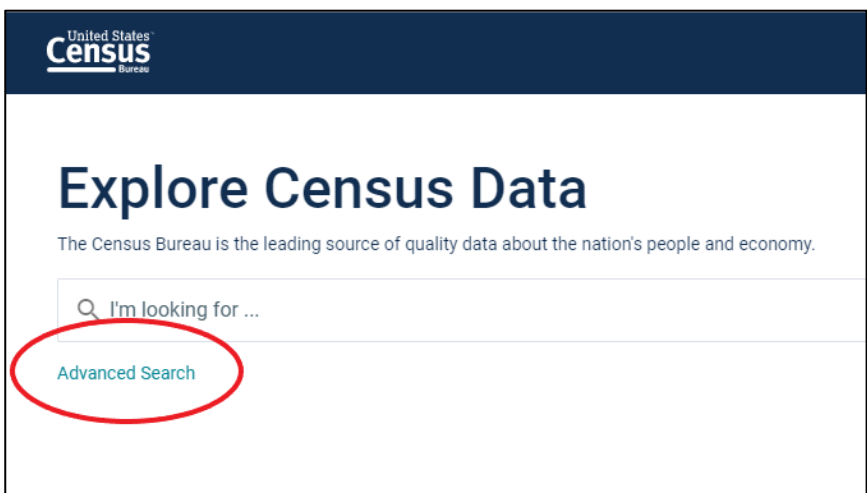 United States™
Census
Bureau
Explore Census Data
The Census Bureau is the leading source of quality data about the nation's people and economy.
I'm looking for ...
Advanced Search